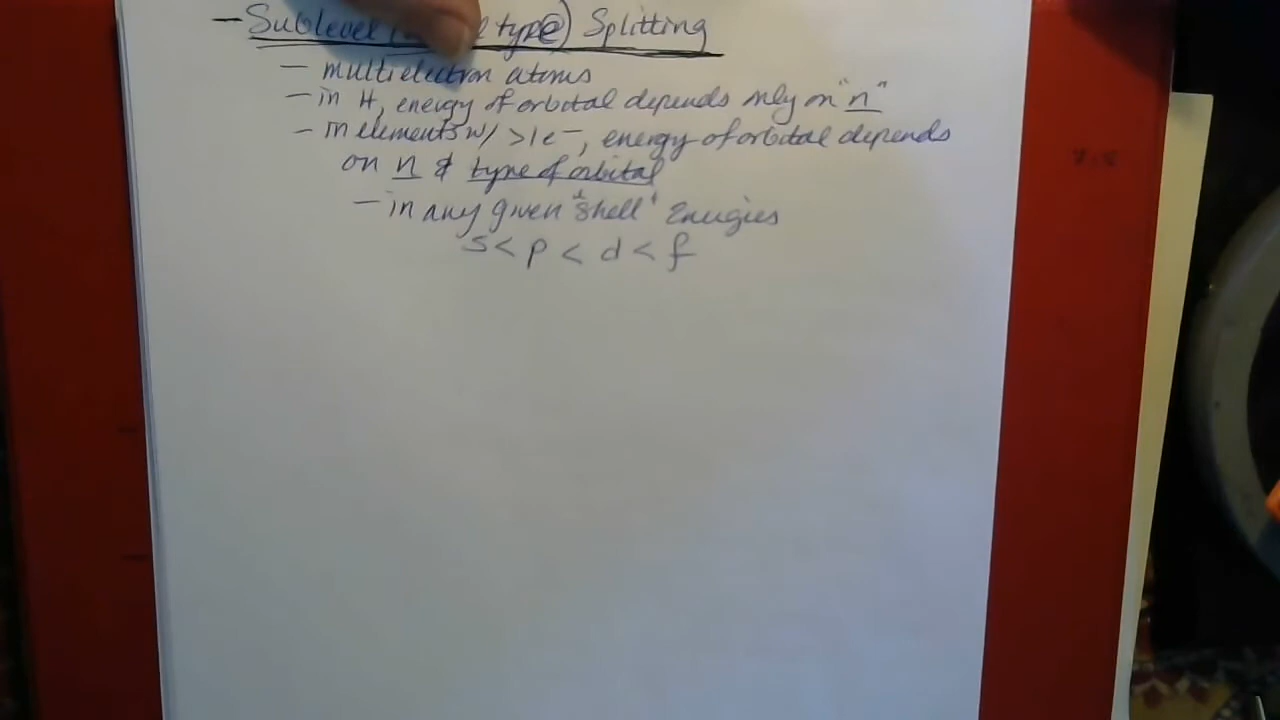 - Sublevel type) Splitting
- multielectron atoms
- in H, energy of orbital depends only on "n"
- in elements w/ >1e⁻, energy of orbital depends
on n & type of orbital
- in any given "shell" Energies
s < p < d < f